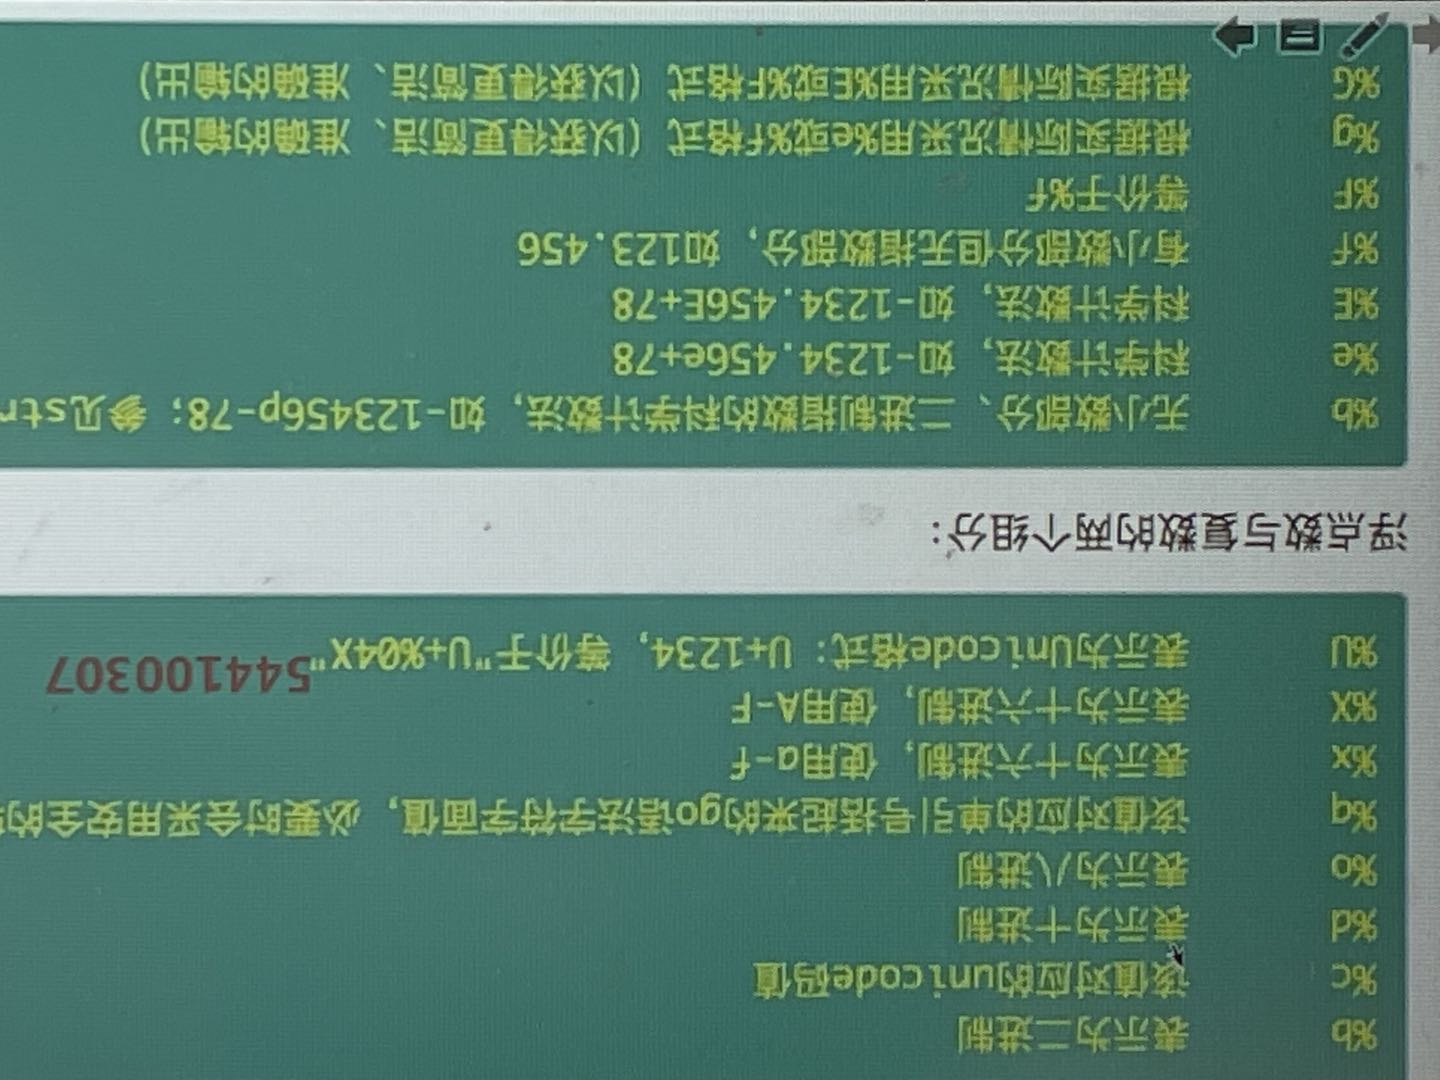 %b 表示为二进制
%c 该值对应的unicode码值
%d 表示为十进制
%o 表示为八进制
%q 该值对应的单引号括起来的go语法字符字面值，必要时会采用安全的
%x 表示为十六进制，使用a-f
%X 表示为十六进制，使用A-F
%U 表示为Unicode格式：U+1234，等价于"U+%04X"
544100307
浮点数与复数的两个组分：
%b 无小数部分、二进制指数的科学计数法，如-123456p-78；参见str
%e 科学计数法，如-1234.456e+78
%E 科学计数法，如-1234.456E+78
%f 有小数部分但无指数部分，如123.456
%F 等价于%f
%g 根据实际情况采用%e或%f格式（以获得更简洁、准确的输出）
%G 根据实际情况采用%E或%F格式（以获得更简洁、准确的输出）